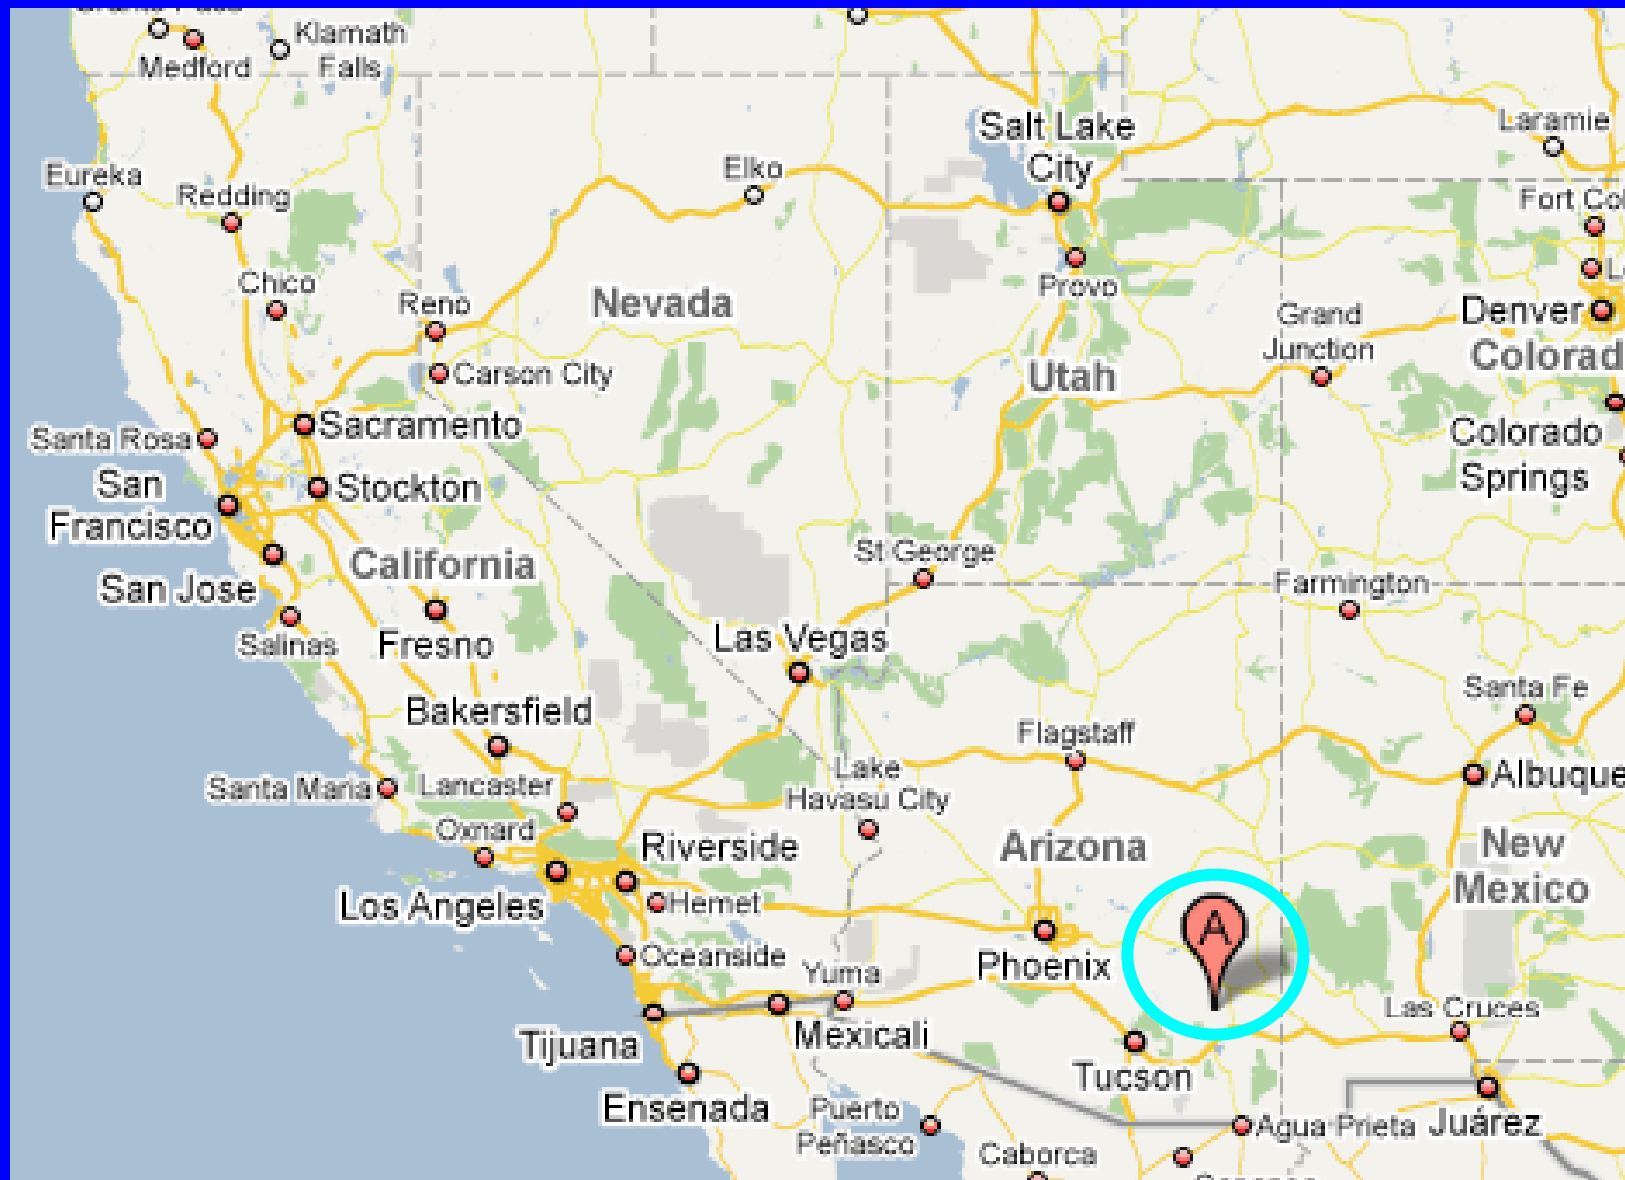 Klamath
Falls
Medford
Salt Lake
City
Laramie
Eureka
Redding
Elko
Fort Col
Chico
Reno
Nevada
Provo
Grand
Junction
Denver
Colorad
Utah
Carson City
Santa Rosa
Sacramento
Colorado
Springs
San
Francisco
Stockton
California
St George
San Jose
Farmington
Salinas
Fresno
Las Vegas
Santa Fe
Bakersfield
Flagstaff
Lake
Havasu City
Albuque
Santa Maria
Lancaster
Oxnard
Riverside
Arizona
New
Mexico
Los Angeles
Hemet
A
Oceanside
Yuma
Phoenix
Las Cruces
Tijuana
Mexicali
Tucson
Ensenada
Puerto
Peñasco
Agua Prieta
Juárez
Caborca